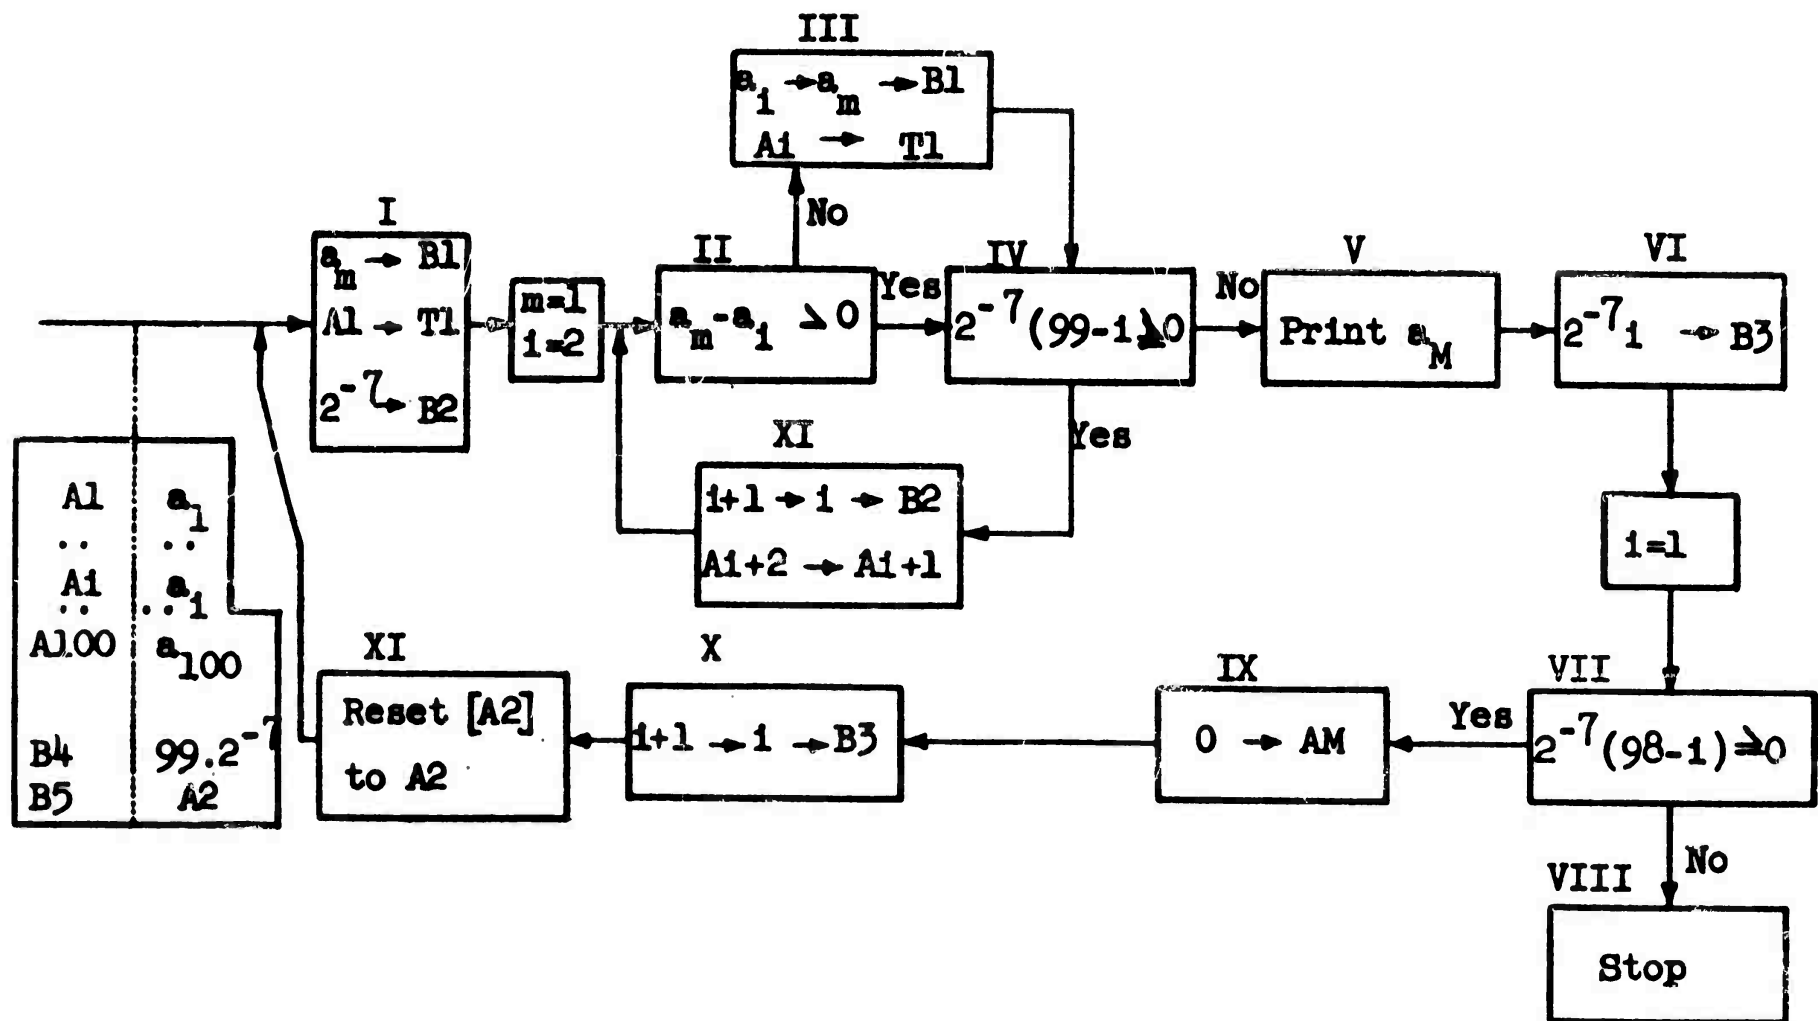 III
a_i → a_m → B1
Ai → T1
No
I
a_m → B1
A1 → T1
2^-7 → B2
m=1
i=2
II
a_m - a_i ≥ 0
Yes
IV
2^-7 (99-i) ≥ 0
No
V
Print a_M
VI
2^-7 i → B3
Yes
XI
i+1 → i → B2
Ai+2 → Ai+1
i=1
A1 a_1
.. ..
Ai a_i
.. ..
A100 a_100
B4 99.2^-7
B5 A2
XI
Reset [A2]
to A2
X
i+1 → i → B3
IX
0 → AM
Yes
VII
2^-7 (98-i) ≥ 0
No
VIII
Stop